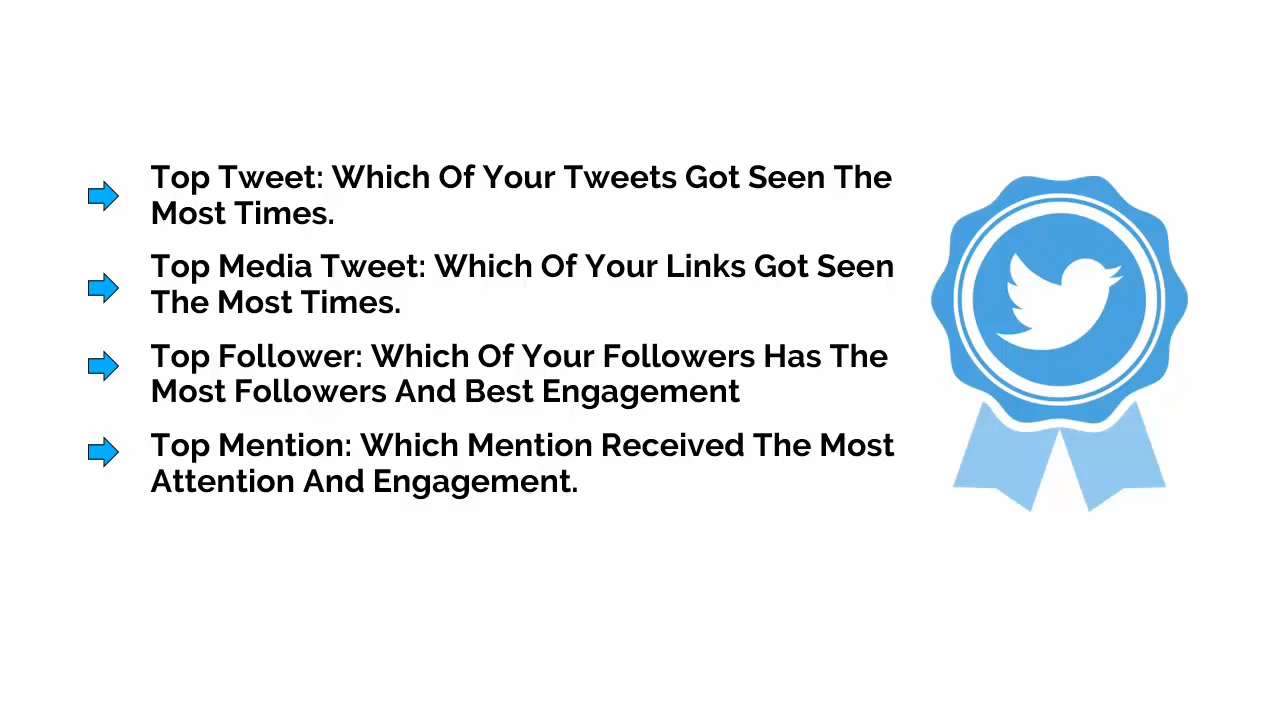 Top Tweet: Which Of Your Tweets Got Seen The
Most Times.
Top Media Tweet: Which Of Your Links Got Seen
The Most Times.
Top Follower: Which Of Your Followers Has The
Most Followers And Best Engagement
Top Mention: Which Mention Received The Most
Attention And Engagement.